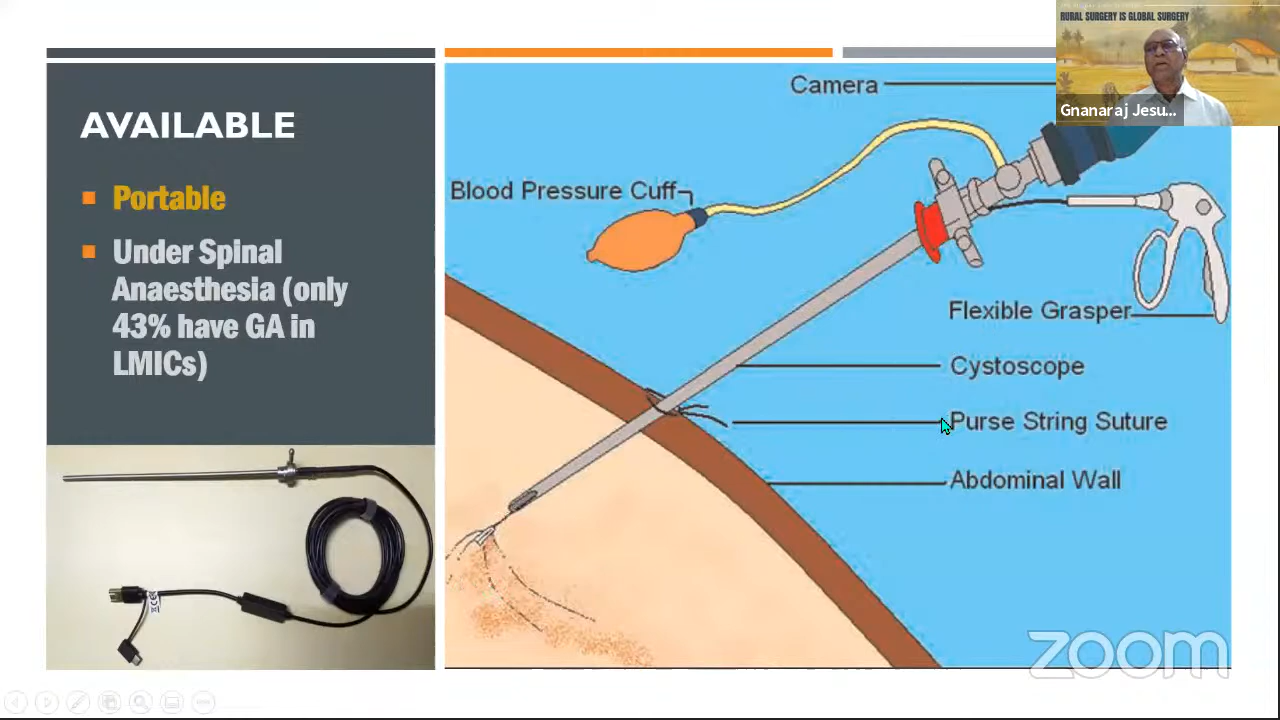 RURAL SURGERY IS GLOBAL SURGERY
Gnanaraj Jesu...
AVAILABLE
Portable
Under Spinal
Anaesthesia (only
43% have GA in
LMICs)
Camera
Blood Pressure Cuff
Flexible Grasper
Cystoscope
Purse String Suture
Abdominal Wall
zoom